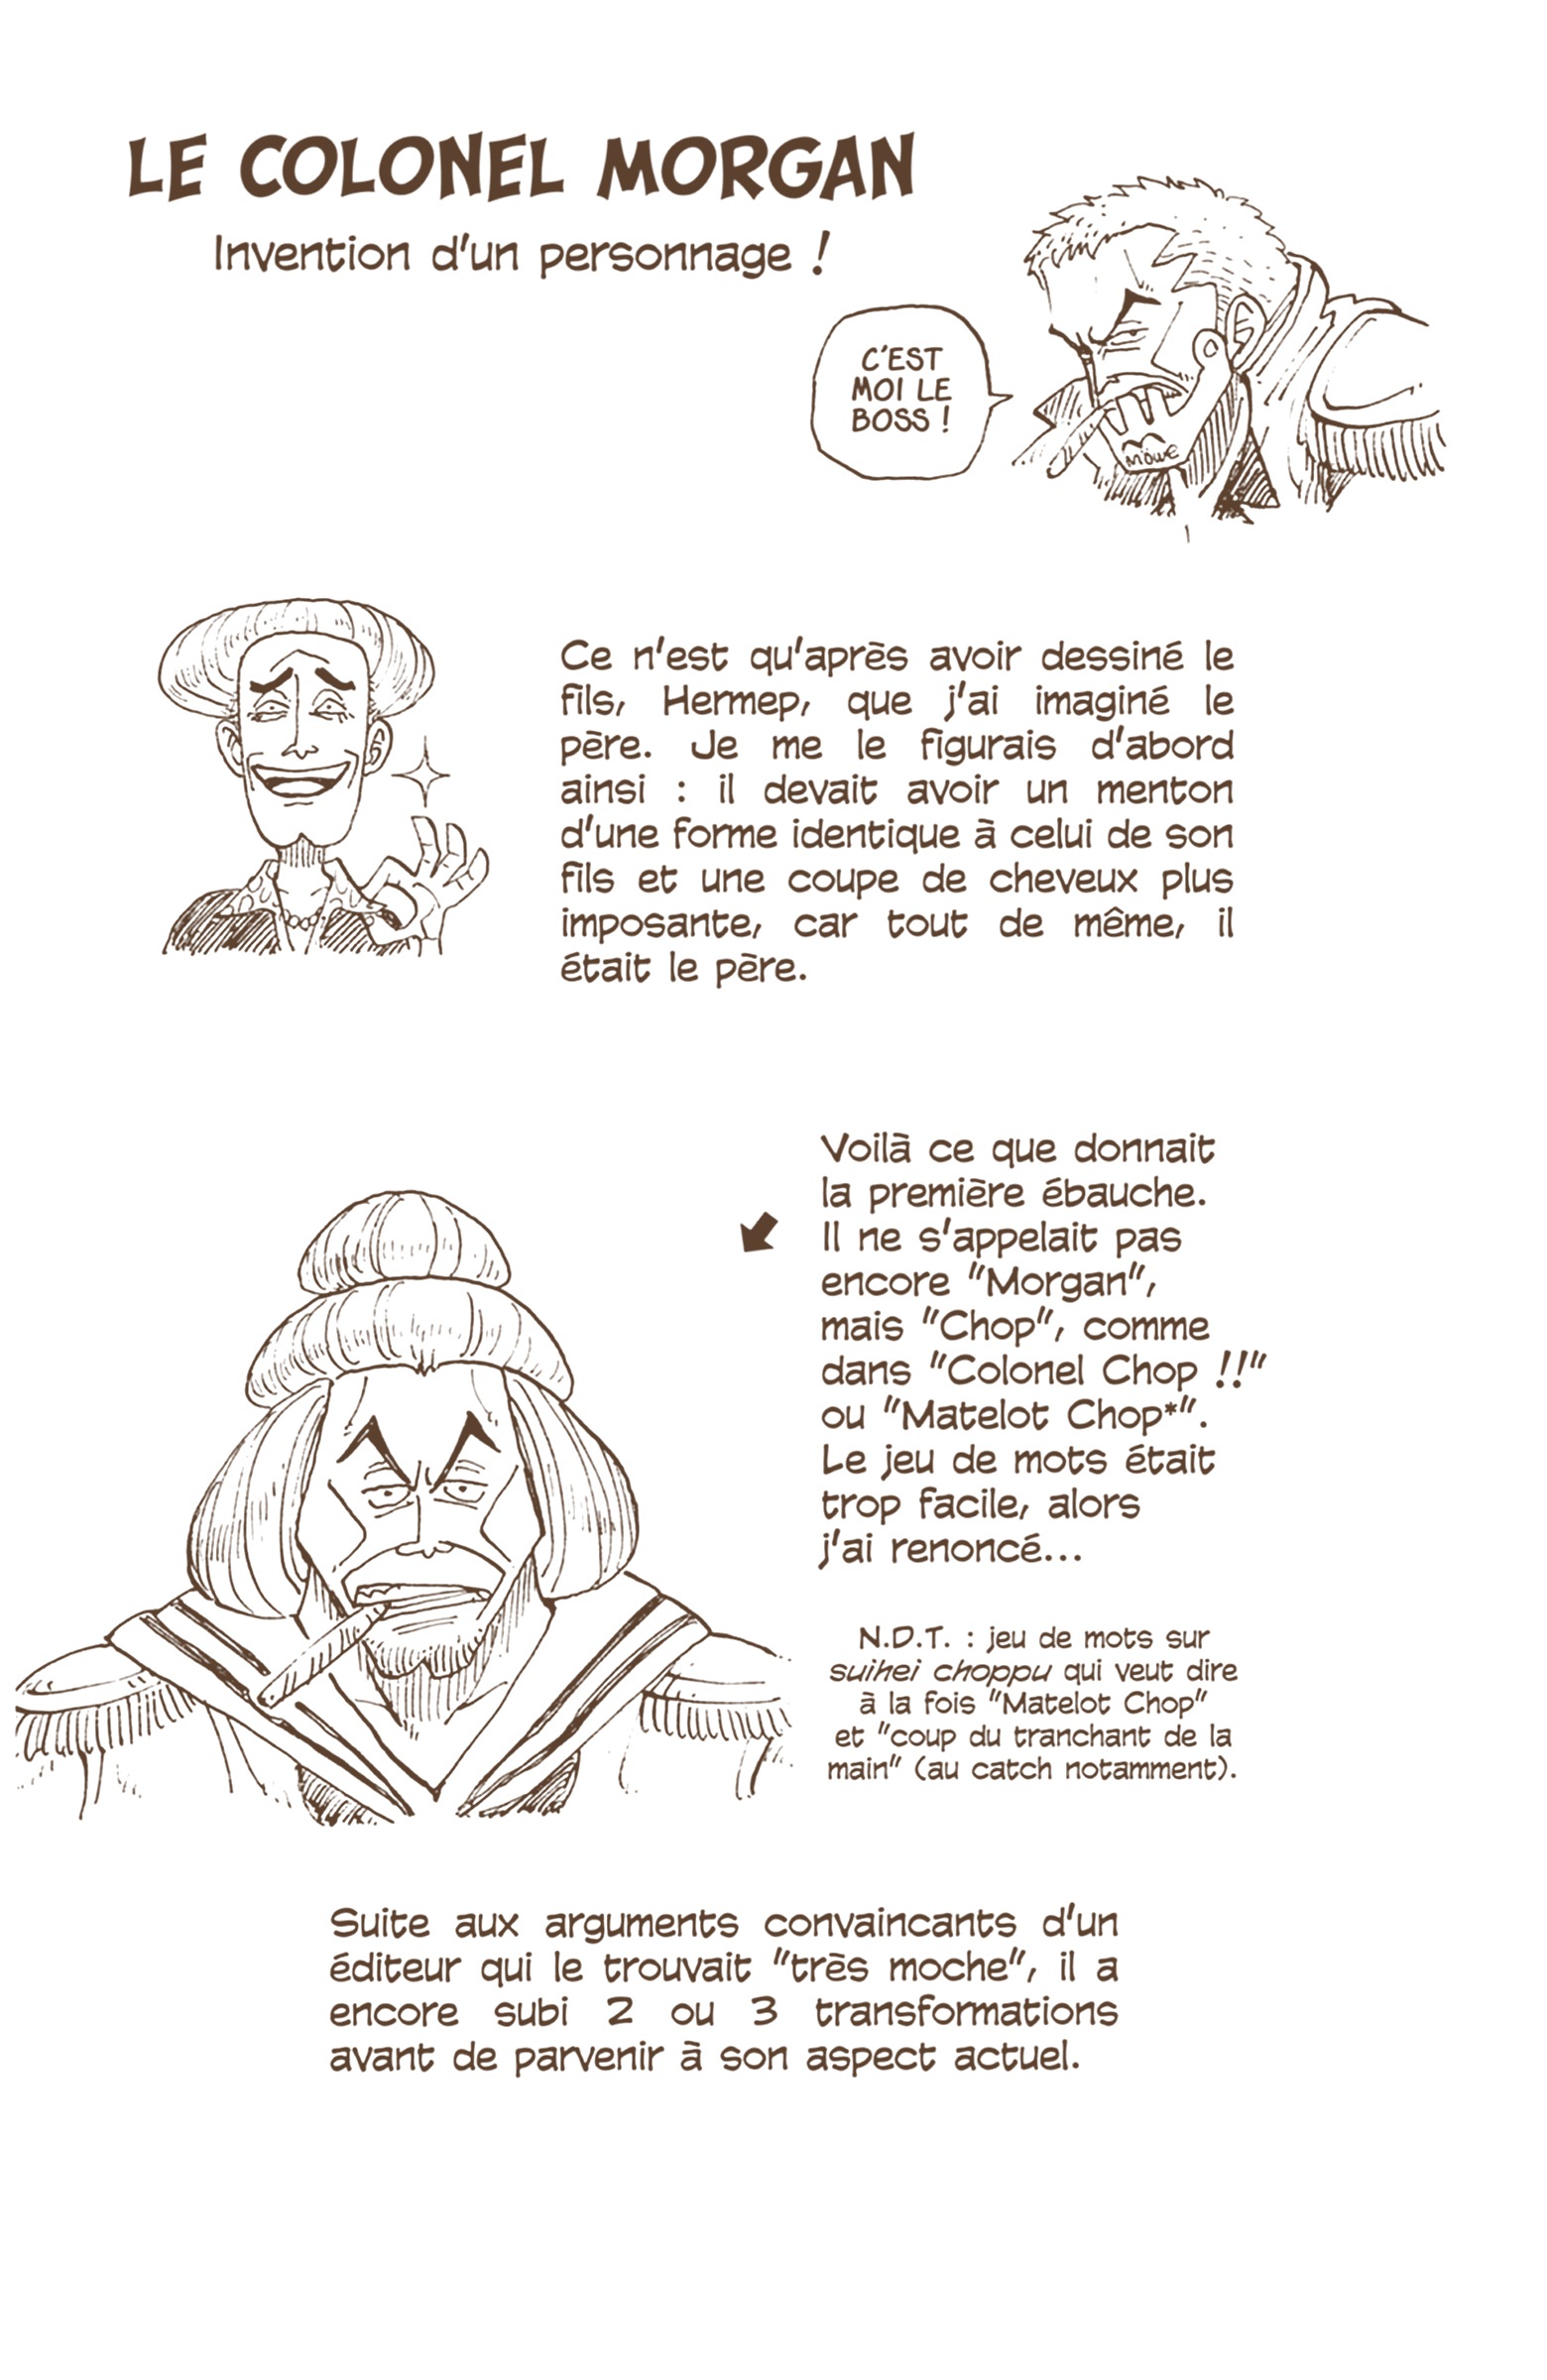 LE COLONEL MORGAN
Invention d'un personnage !
C'EST
MOI LE
BOSS !
MÖWE
Ce n'est qu'après avoir dessiné le
fils, Hermep, que j'ai imaginé le
père. Je me le figurais d'abord
ainsi : il devait avoir un menton
d'une forme identique à celui de son
fils et une coupe de cheveux plus
imposante, car tout de même, il
était le père.
Voilà ce que donnait
la première ébauche.
Il ne s'appelait pas
encore "Morgan",
mais "Chop", comme
dans "Colonel Chop !!"
ou "Matelot Chop*".
Le jeu de mots était
trop facile, alors
j'ai renoncé...
N.D.T. : jeu de mots sur
suihei choppu qui veut dire
à la fois "Matelot Chop"
et "coup du tranchant de la
main" (au catch notamment).
Suite aux arguments convaincants d'un
éditeur qui le trouvait "très moche", il a
encore subi 2 ou 3 transformations
avant de parvenir à son aspect actuel.